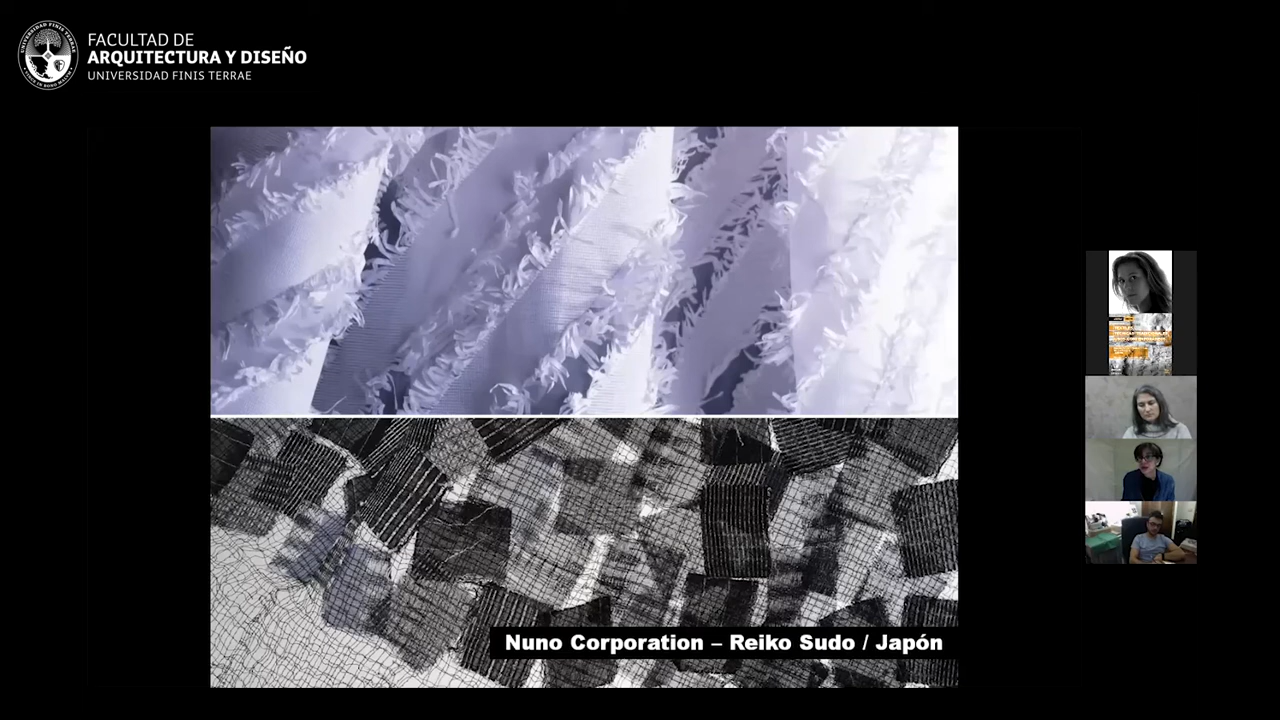 FACULTAD DE
ARQUITECTURA Y DISEÑO
UNIVERSIDAD FINIS TERRAE
Nuno Corporation – Reiko Sudo / Japón